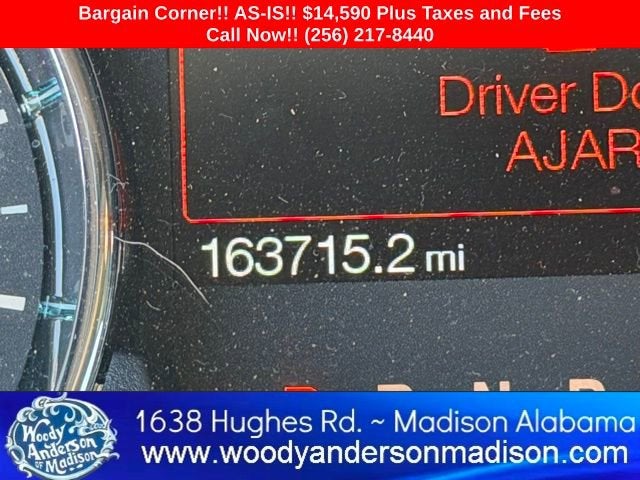 Bargain Corner!! AS-IS!! $14,590 Plus Taxes and Fees
Call Now!! (256) 217-8440
Driver Do
AJAR
163715.2 mi
P R N D
Woody
Anderson
OF Madison
1638 Hughes Rd. ~ Madison Alabama
www.woodyandersonmadison.com